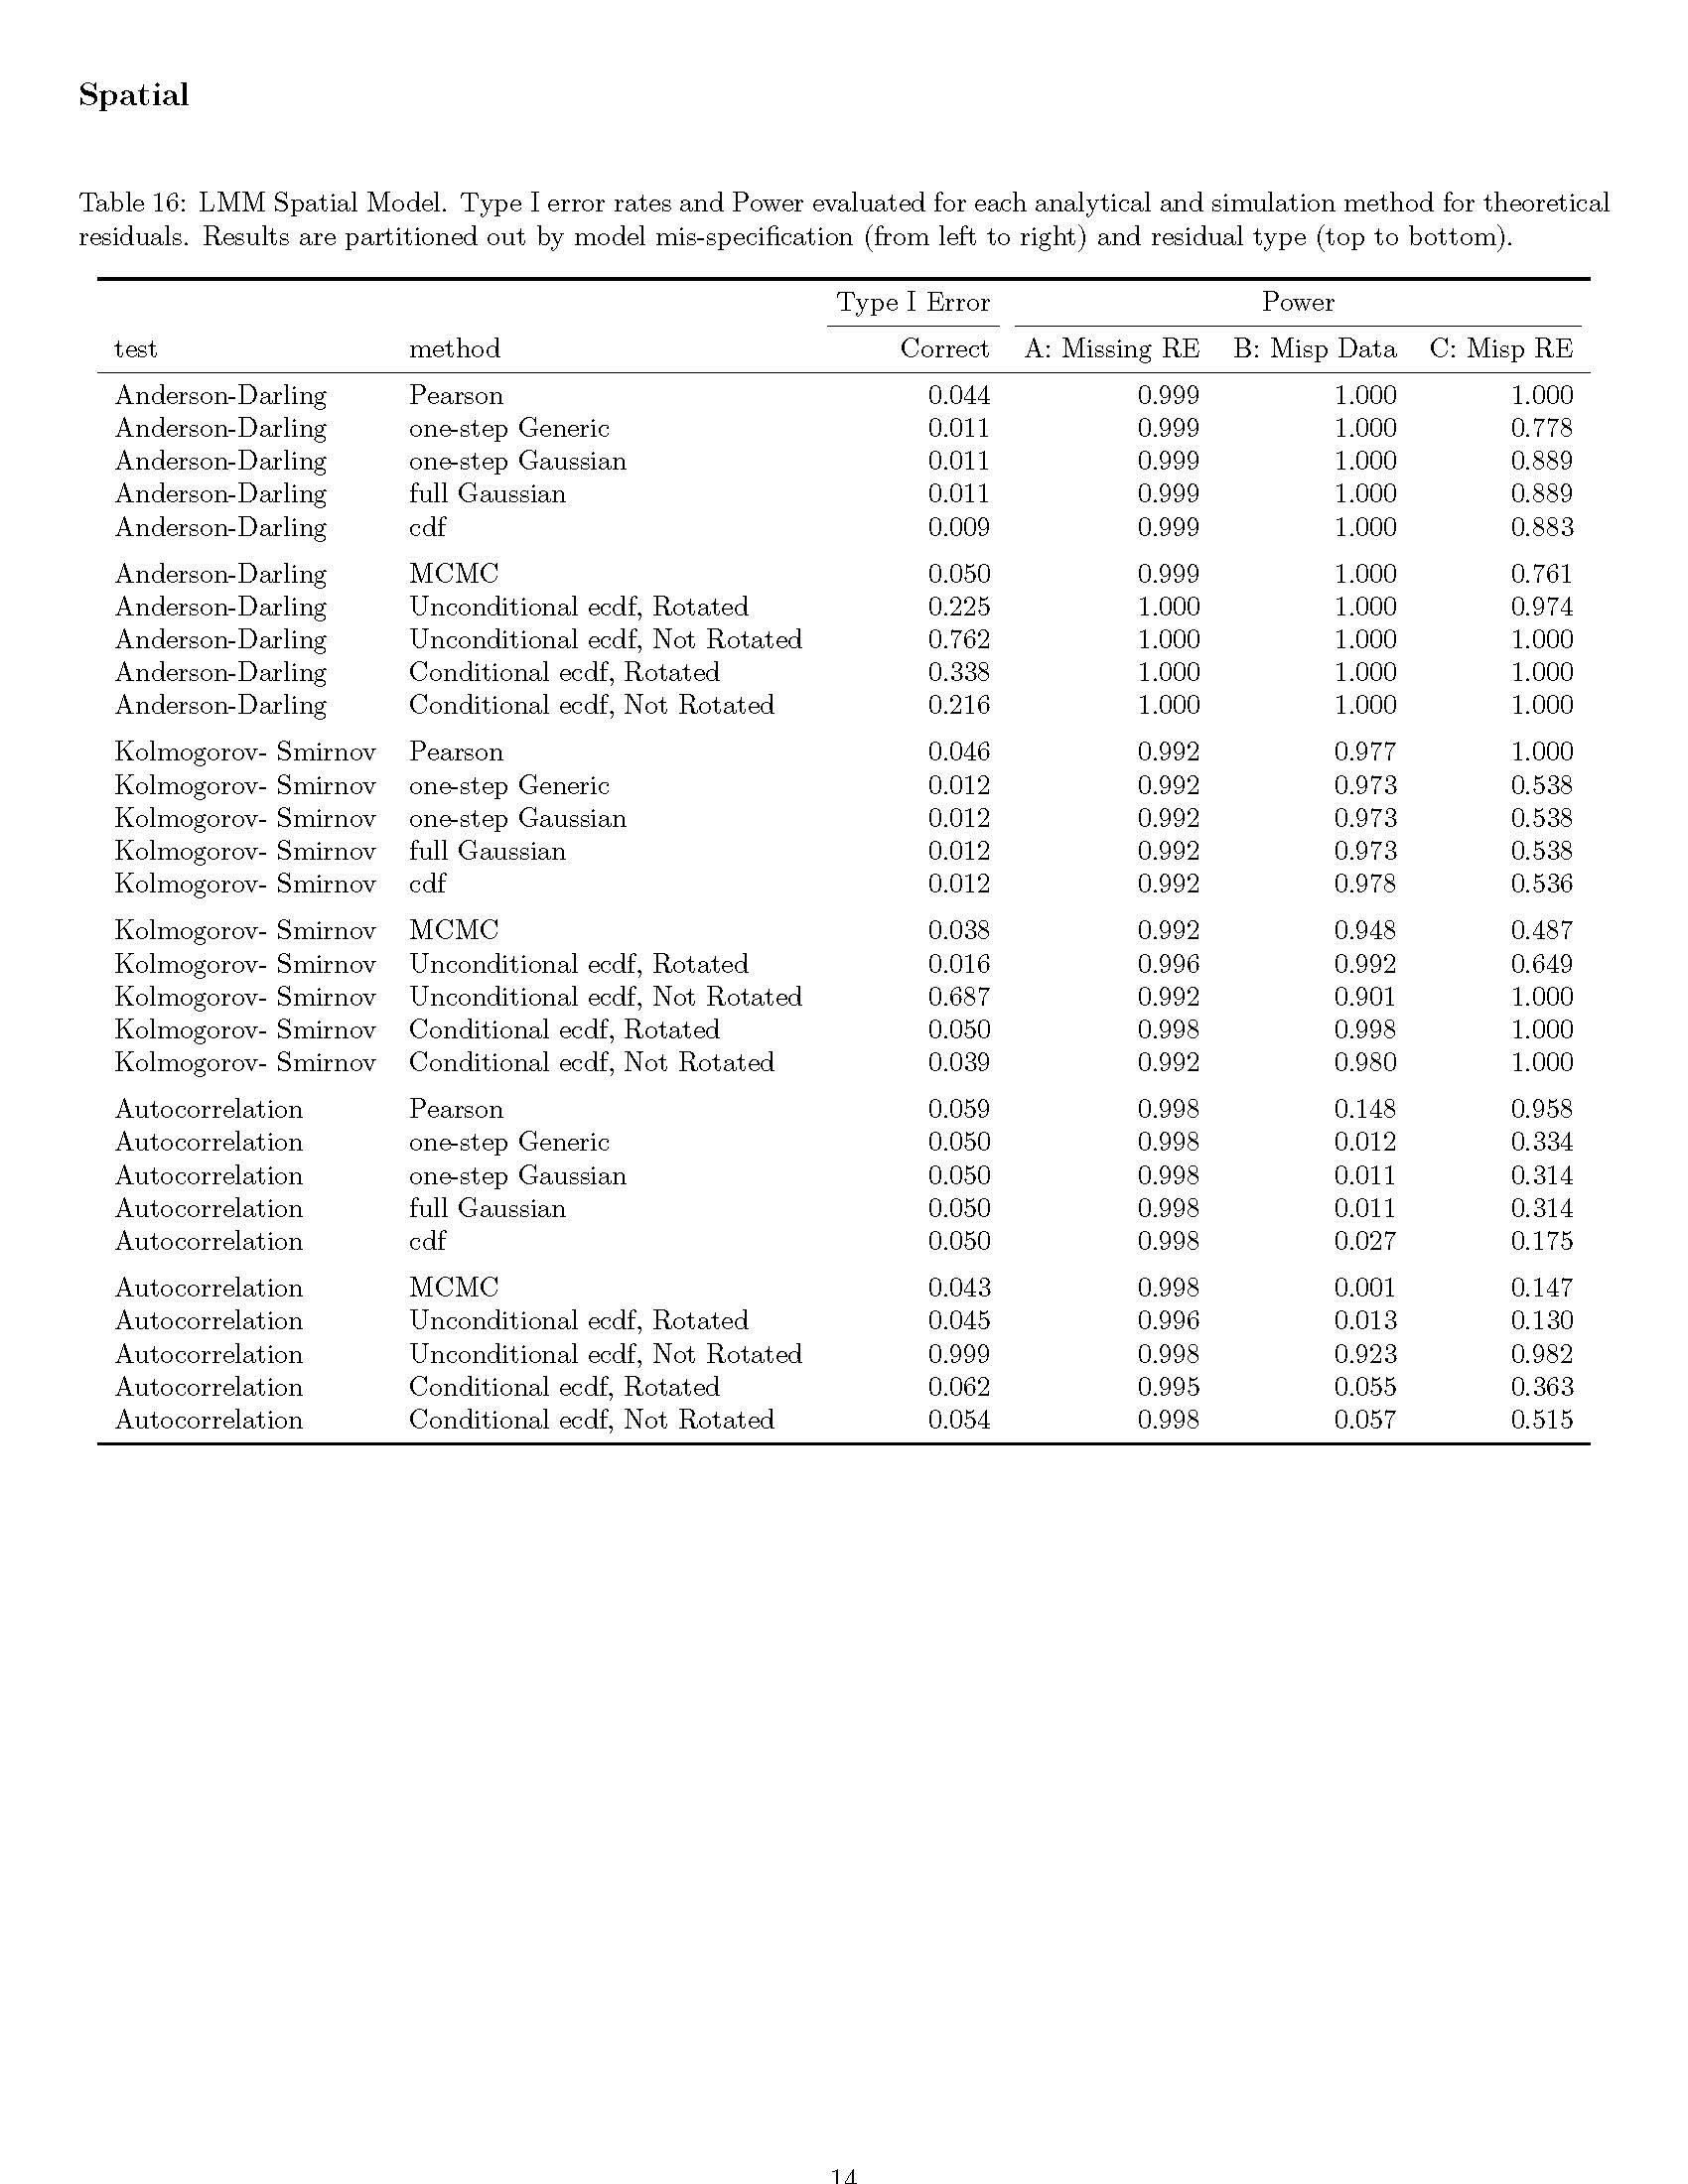 Spatial
Table 16: LMM Spatial Model. Type I error rates and Power evaluated for each analytical and simulation method for theoretical
residuals. Results are partitioned out by model mis-specification (from left to right) and residual type (top to bottom).
Type I Error Power
test method Correct A: Missing RE B: Misp Data C: Misp RE
Anderson-Darling Pearson 0.044 0.999 1.000 1.000
Anderson-Darling one-step Generic 0.011 0.999 1.000 0.778
Anderson-Darling one-step Gaussian 0.011 0.999 1.000 0.889
Anderson-Darling full Gaussian 0.011 0.999 1.000 0.889
Anderson-Darling cdf 0.009 0.999 1.000 0.883
Anderson-Darling MCMC 0.050 0.999 1.000 0.761
Anderson-Darling Unconditional ecdf, Rotated 0.225 1.000 1.000 0.974
Anderson-Darling Unconditional ecdf, Not Rotated 0.762 1.000 1.000 1.000
Anderson-Darling Conditional ecdf, Rotated 0.338 1.000 1.000 1.000
Anderson-Darling Conditional ecdf, Not Rotated 0.216 1.000 1.000 1.000
Kolmogorov- Smirnov Pearson 0.046 0.992 0.977 1.000
Kolmogorov- Smirnov one-step Generic 0.012 0.992 0.973 0.538
Kolmogorov- Smirnov one-step Gaussian 0.012 0.992 0.973 0.538
Kolmogorov- Smirnov full Gaussian 0.012 0.992 0.973 0.538
Kolmogorov- Smirnov cdf 0.012 0.992 0.978 0.536
Kolmogorov- Smirnov MCMC 0.038 0.992 0.948 0.487
Kolmogorov- Smirnov Unconditional ecdf, Rotated 0.016 0.996 0.992 0.649
Kolmogorov- Smirnov Unconditional ecdf, Not Rotated 0.687 0.992 0.901 1.000
Kolmogorov- Smirnov Conditional ecdf, Rotated 0.050 0.998 0.998 1.000
Kolmogorov- Smirnov Conditional ecdf, Not Rotated 0.039 0.992 0.980 1.000
Autocorrelation Pearson 0.059 0.998 0.148 0.958
Autocorrelation one-step Generic 0.050 0.998 0.012 0.334
Autocorrelation one-step Gaussian 0.050 0.998 0.011 0.314
Autocorrelation full Gaussian 0.050 0.998 0.011 0.314
Autocorrelation cdf 0.050 0.998 0.027 0.175
Autocorrelation MCMC 0.043 0.998 0.001 0.147
Autocorrelation Unconditional ecdf, Rotated 0.045 0.996 0.013 0.130
Autocorrelation Unconditional ecdf, Not Rotated 0.999 0.998 0.923 0.982
Autocorrelation Conditional ecdf, Rotated 0.062 0.995 0.055 0.363
Autocorrelation Conditional ecdf, Not Rotated 0.054 0.998 0.057 0.515
14